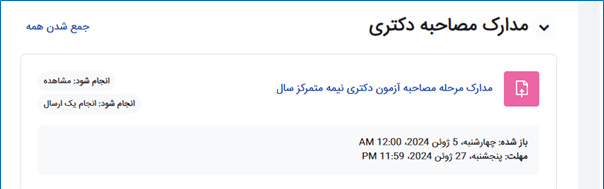 مدارک مصاحبه دکتری
جمع شدن همه
مدارک مرحله مصاحبه آزمون دکتری نیمه متمرکز سال
انجام شود: مشاهده
انجام شود: انجام یک ارسال
باز شده: چهارشنبه، 5 ژوئن 2024، 12:00 AM
مهلت: پنجشنبه، 27 ژوئن 2024، 11:59 PM